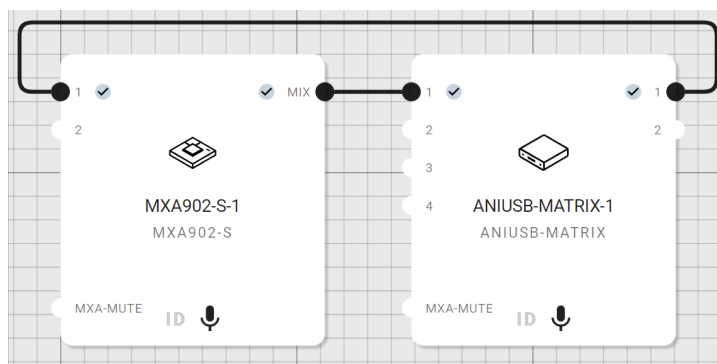 1
MIX
2
MXA902-S-1
MXA902-S
MXA-MUTE
ID
1
1
2
2
3
4
ANIUSB-MATRIX-1
ANIUSB-MATRIX
MXA-MUTE
ID